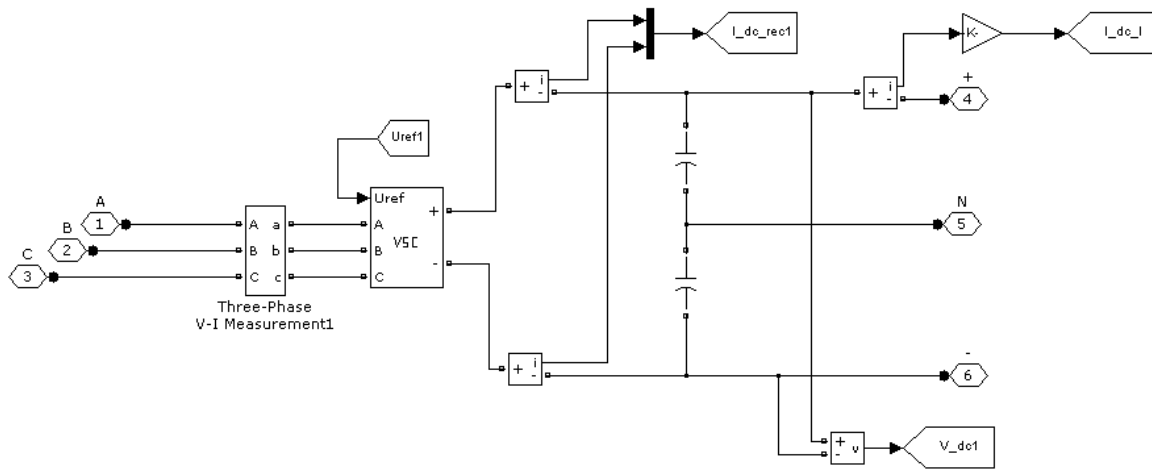 I_dc_rec1
K-
I_dc_I
+ i -
+ i -
+
4
Uref1
A
1
B
2
C
3
A a
B b
C c
Uref
A
B
C
VSC
+
-
N
5
Three-Phase
V-I Measurement1
+ i -
-
6
+
-
v
V_dc1